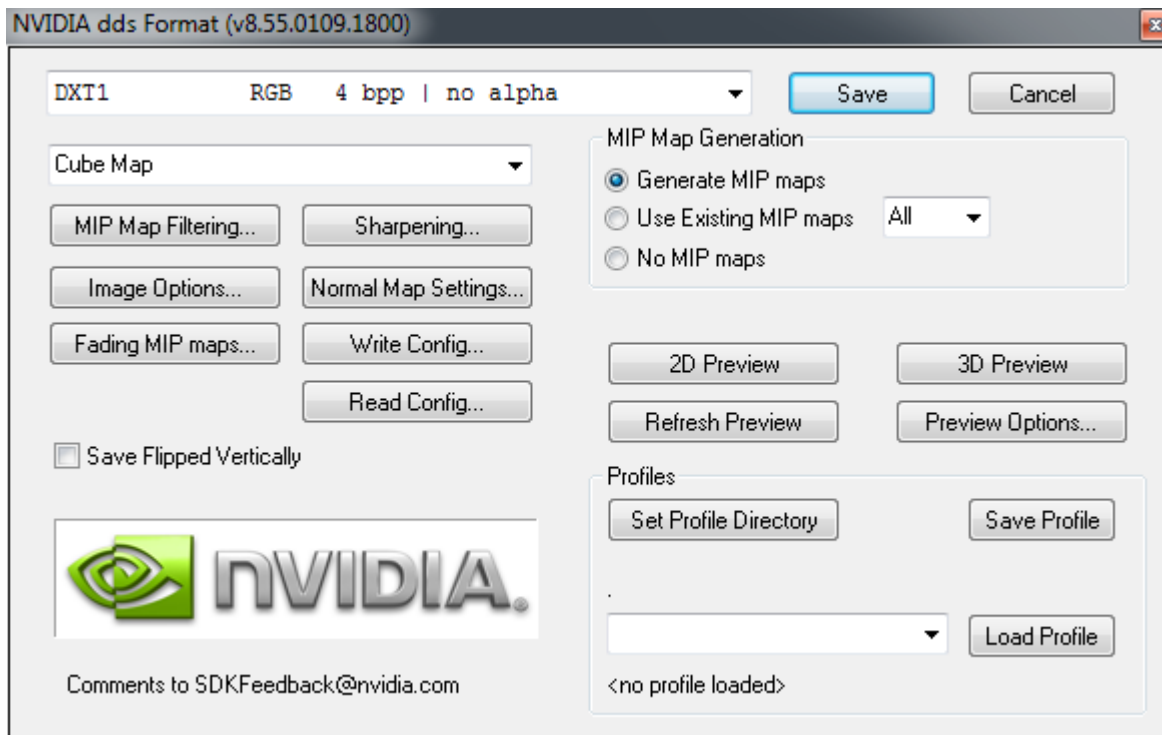 NVIDIA dds Format (v8.55.0109.1800)
DXT1 RGB 4 bpp | no alpha
Save
Cancel
Cube Map
MIP Map Filtering...
Sharpening...
Image Options...
Normal Map Settings...
Fading MIP maps...
Write Config...
Read Config...
Save Flipped Vertically
MIP Map Generation
Generate MIP maps
Use Existing MIP maps
All
No MIP maps
2D Preview
3D Preview
Refresh Preview
Preview Options...
Profiles
Set Profile Directory
Save Profile
.
Load Profile
<no profile loaded>
NVIDIA.
Comments to SDKFeedback@nvidia.com